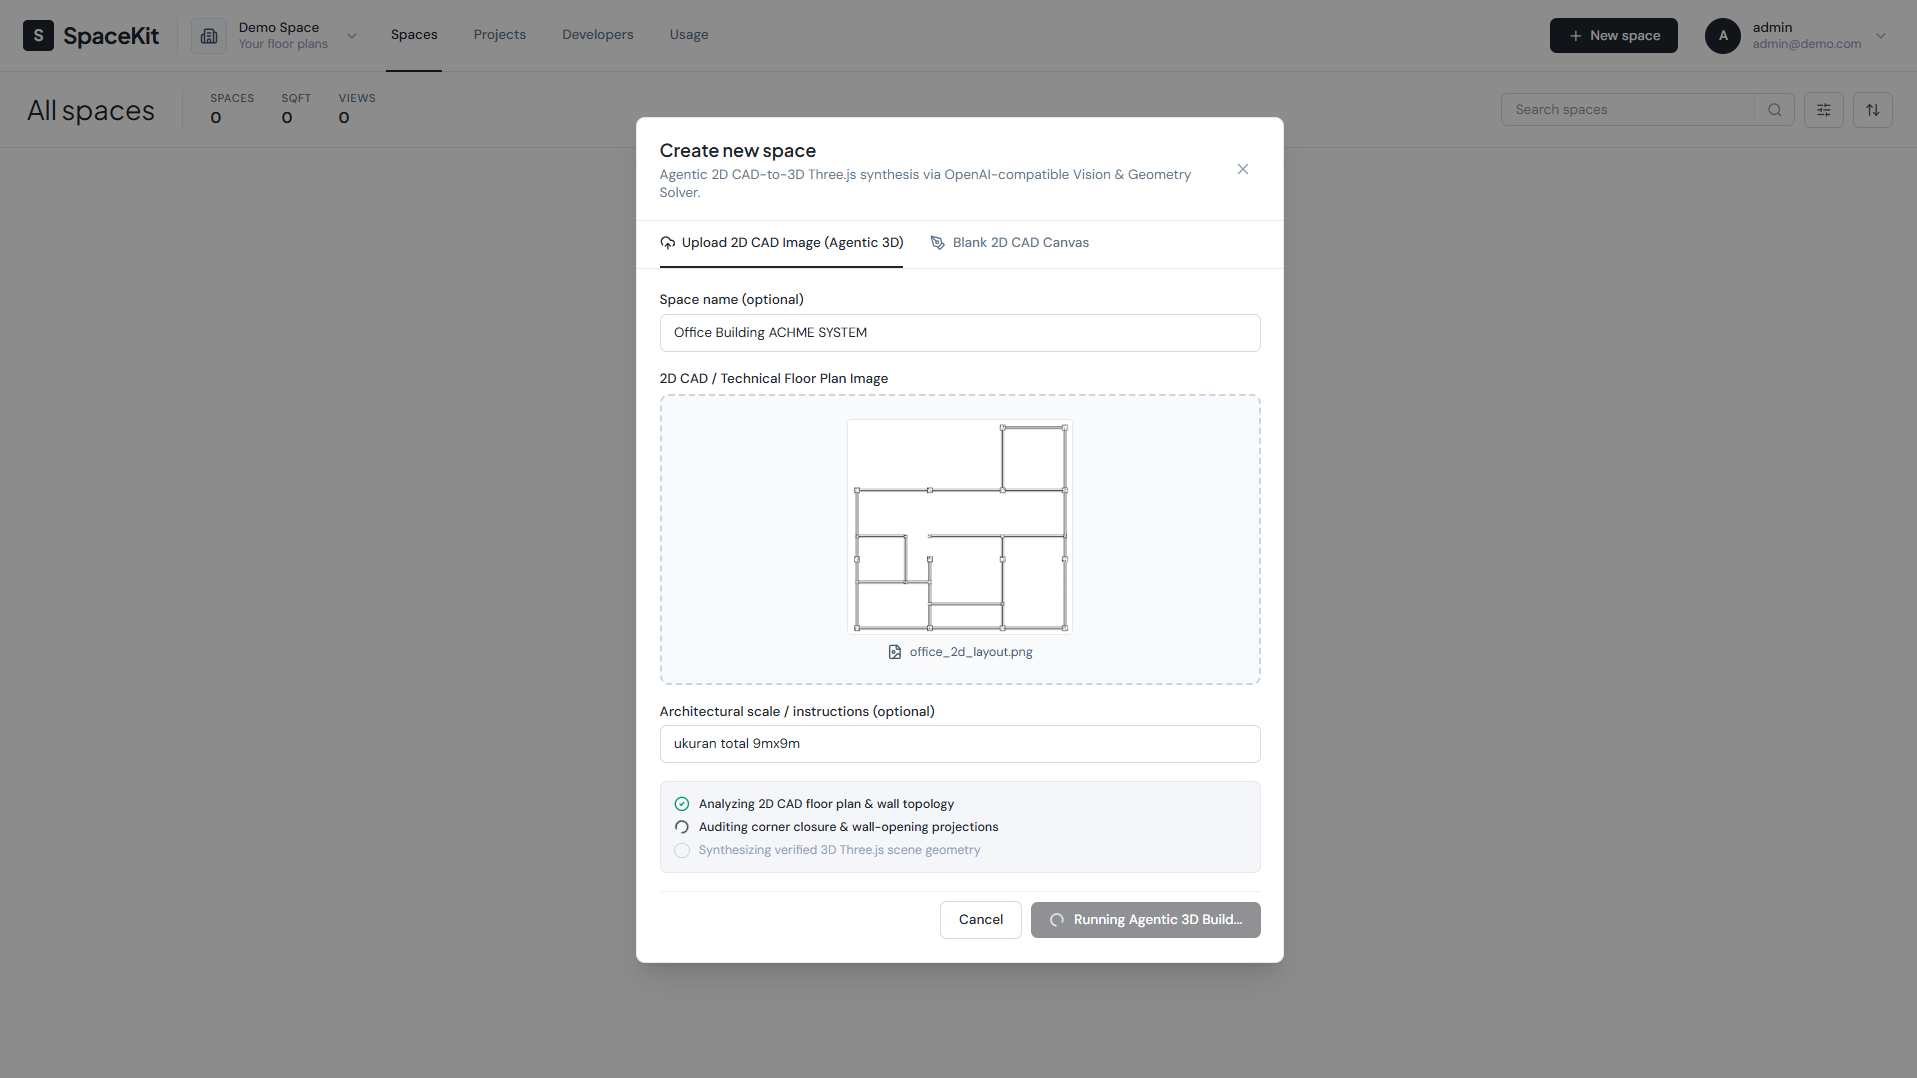 S SpaceKit
Demo Space
Your floor plans
Spaces
Projects
Developers
Usage
+ New space
A
admin
admin@demo.com
All spaces
SPACES
0
SQFT
0
VIEWS
0
Search spaces
Create new space
Agentic 2D CAD-to-3D Three.js synthesis via OpenAI-compatible Vision & Geometry
Solver.
Upload 2D CAD Image (Agentic 3D)
Blank 2D CAD Canvas
Space name (optional)
Office Building ACHME SYSTEM
2D CAD / Technical Floor Plan Image
office_2d_layout.png
Architectural scale / instructions (optional)
ukuran total 9mx9m
Analyzing 2D CAD floor plan & wall topology
Auditing corner closure & wall-opening projections
Synthesizing verified 3D Three.js scene geometry
Cancel
Running Agentic 3D Build...